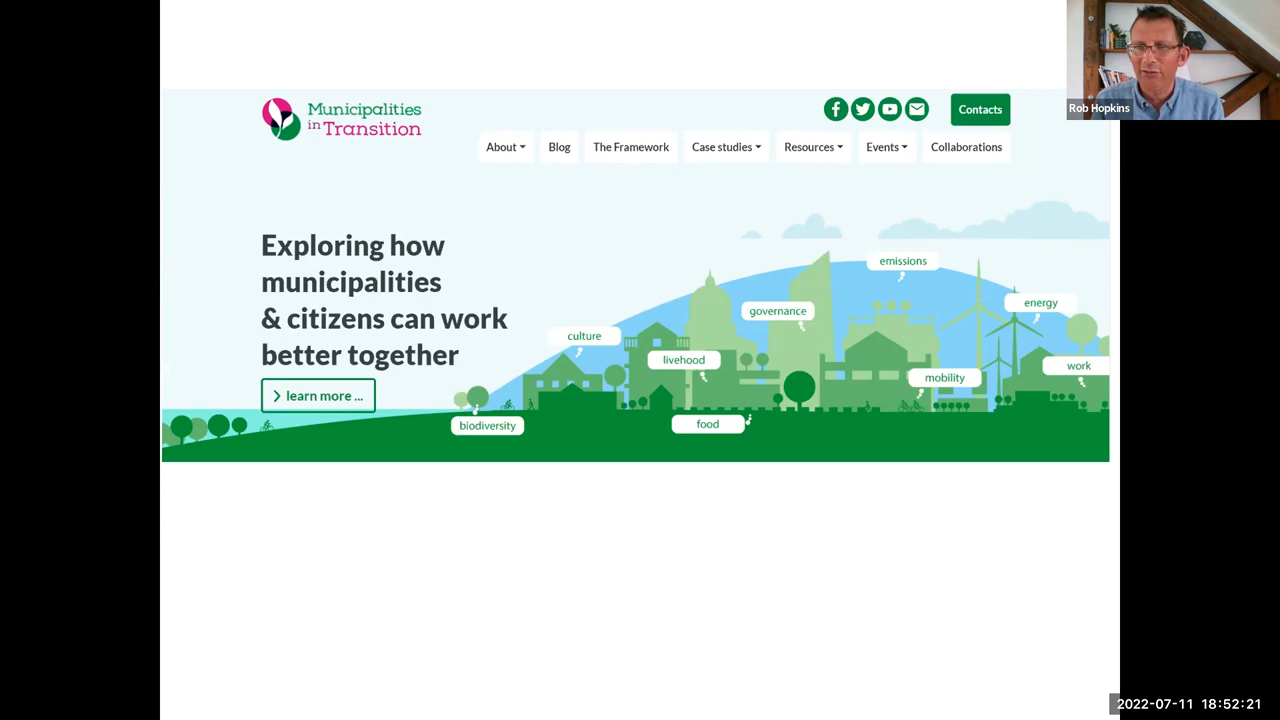 Rob Hopkins
Municipalities
in Transition
Contacts
About
Blog
The Framework
Case studies
Resources
Events
Collaborations
Exploring how
municipalities
& citizens can work
better together
learn more ...
emissions
energy
governance
culture
livehood
work
mobility
biodiversity
food
2022-07-11 18:52:21